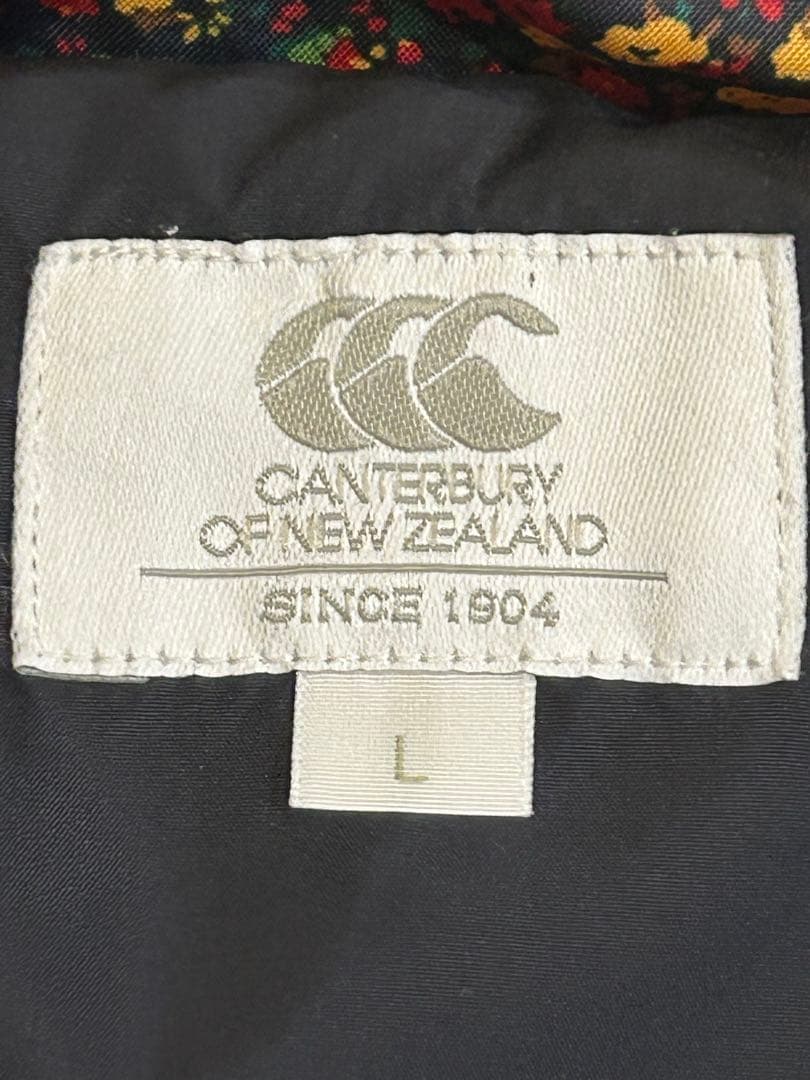 CANTERBURY
OF NEW ZEALAND
SINCE 1904
L